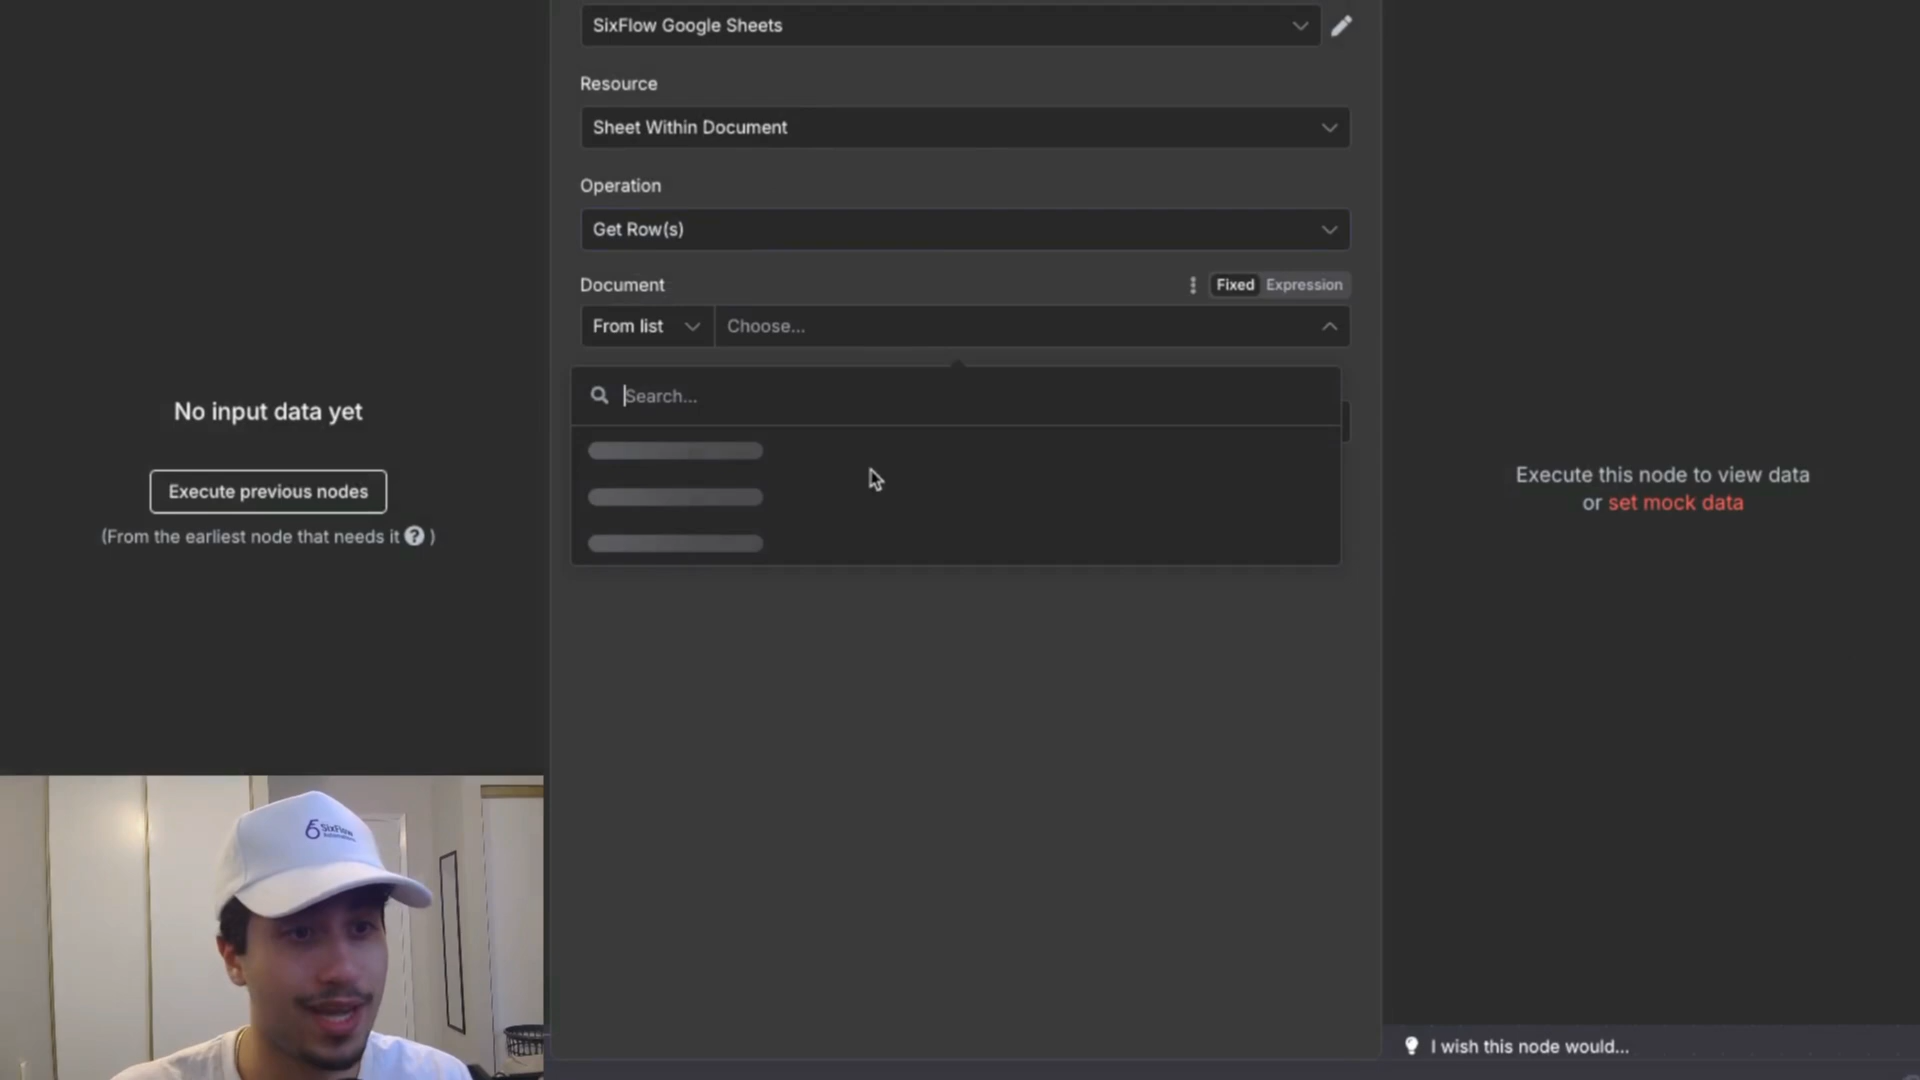 SixFlow Google Sheets
Resource
Sheet Within Document
Operation
Get Row(s)
Document
Fixed Expression
From list
Choose...
Search...
No input data yet
Execute previous nodes
(From the earliest node that needs it ? )
Execute this node to view data
or set mock data
6 SixFlow
I wish this node would...